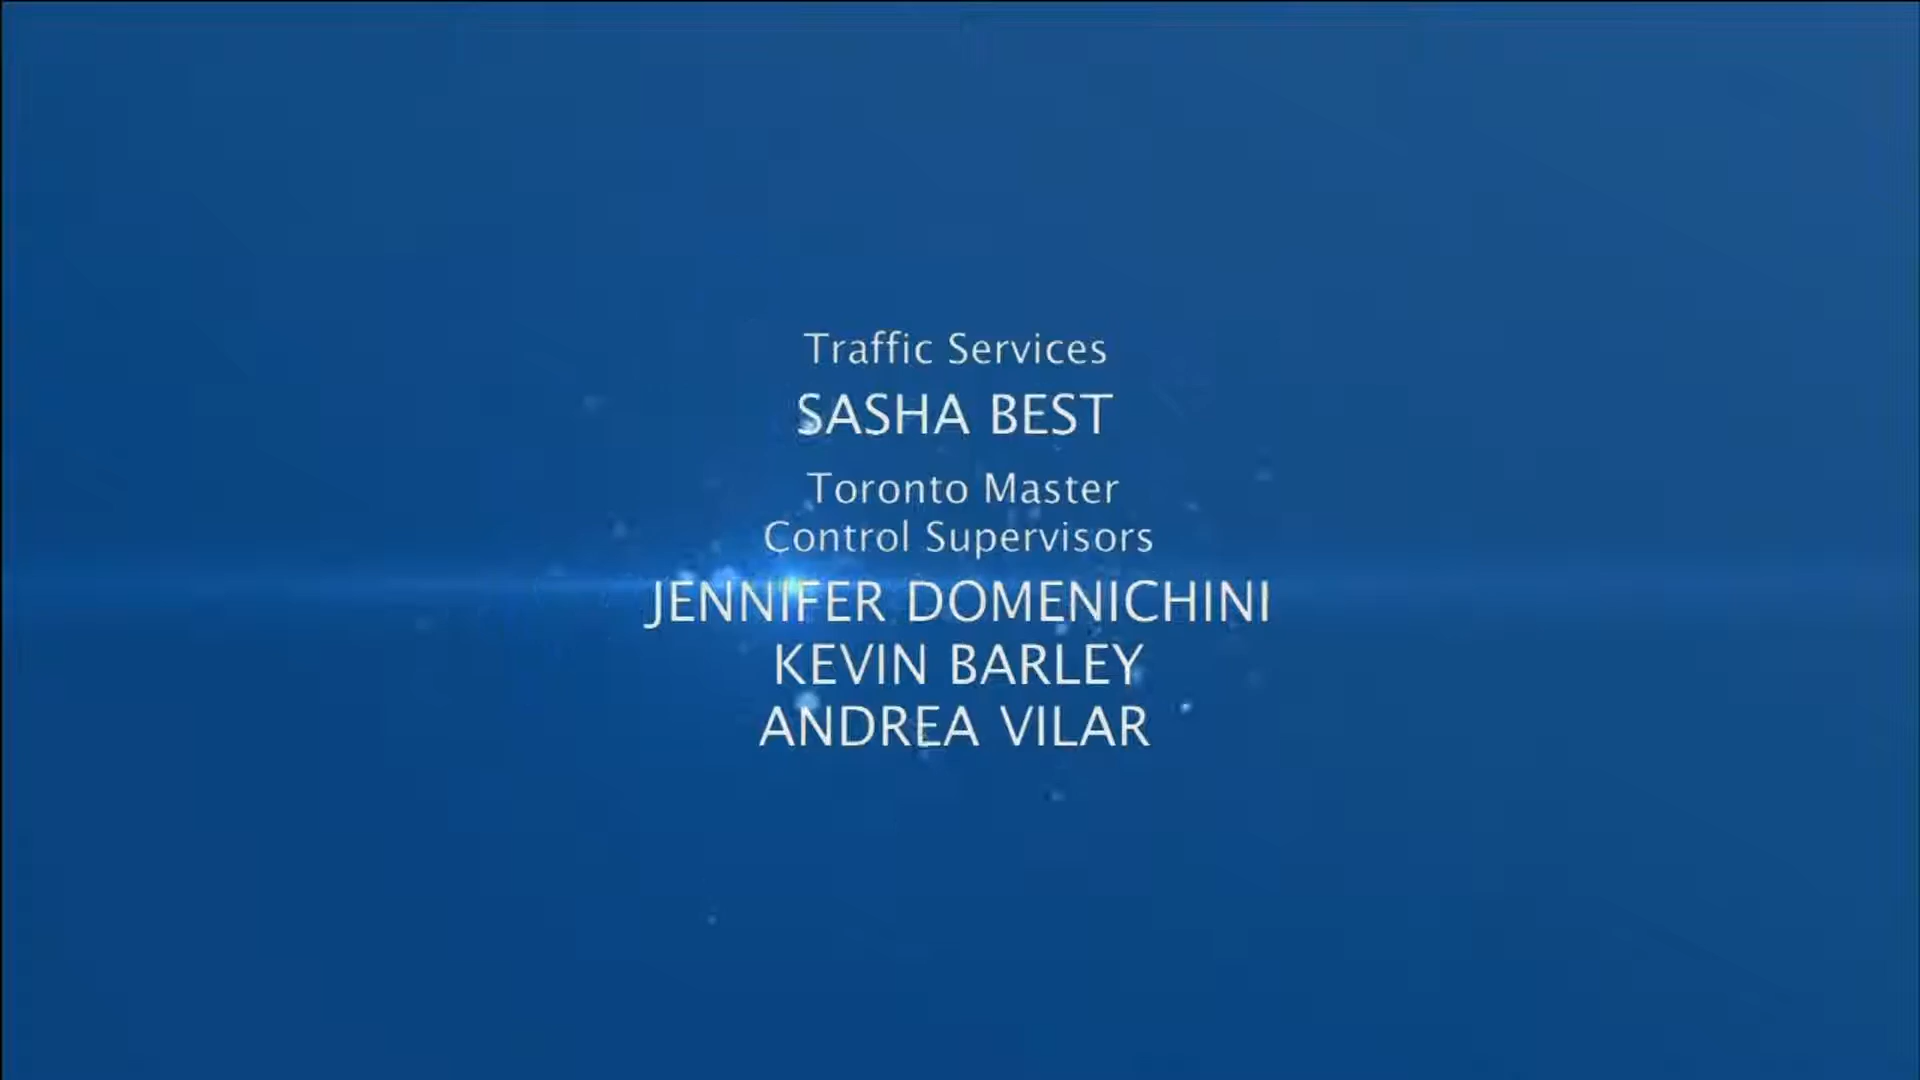 Traffic Services
SASHA BEST
Toronto Master
Control Supervisors
JENNIFER DOMENICHINI
KEVIN BARLEY
ANDREA VILAR